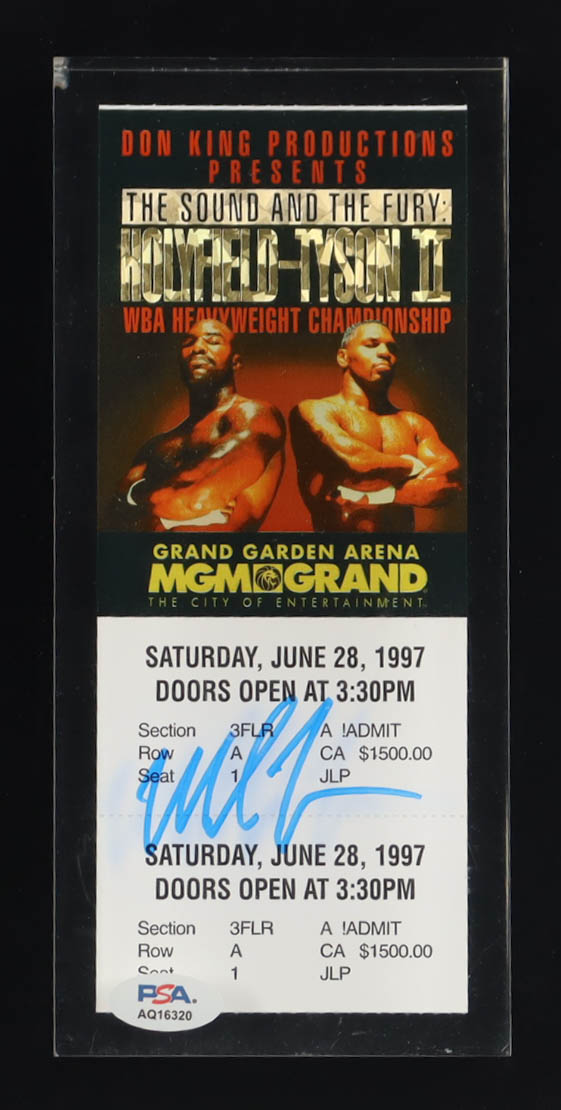 DON KING PRODUCTIONS
PRESENTS
THE SOUND AND THE FURY:
HOLYFIELD-TYSON II
WBA HEAVYWEIGHT CHAMPIONSHIP
GRAND GARDEN ARENA
MGM GRAND
THE CITY OF ENTERTAINMENT
SATURDAY, JUNE 28, 1997
DOORS OPEN AT 3:30PM
Section 3FLR A !ADMIT
Row A CA $1500.00
Seat 1 JLP
SATURDAY, JUNE 28, 1997
DOORS OPEN AT 3:30PM
Section 3FLR A !ADMIT
Row A CA $1500.00
Seat 1 JLP
PSA.
AQ16320